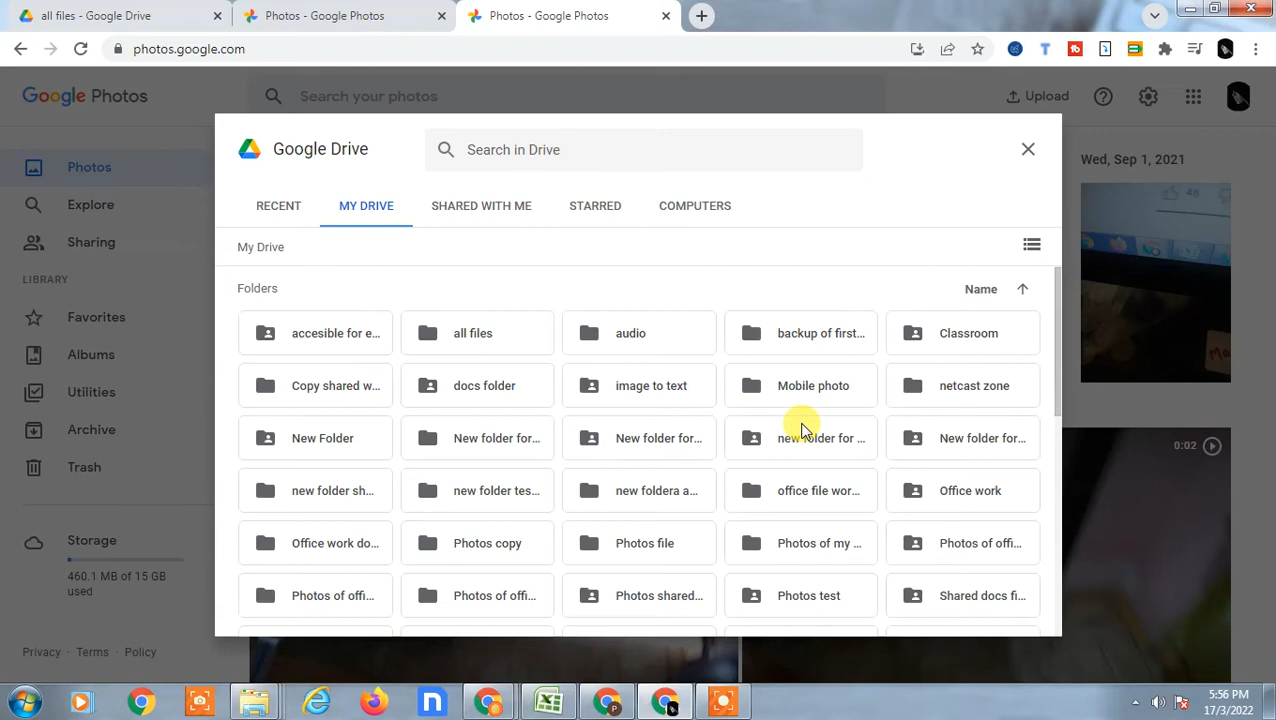 all files - Google Drive
Photos - Google Photos
Photos - Google Photos
photos.google.com
Google Photos
Search your photos
Upload
Photos
Explore
Sharing
LIBRARY
Favorites
Albums
Utilities
Archive
Trash
Storage
460.1 MB of 15 GB
used
Privacy · Terms · Policy
Wed, Sep 1, 2021
46
0:02
Google Drive
Search in Drive
RECENT MY DRIVE SHARED WITH ME STARRED COMPUTERS
My Drive
Folders Name
accesible for e... all files audio backup of first... Classroom
Copy shared w... docs folder image to text Mobile photo netcast zone
New Folder New folder for... New folder for... new folder for ... New folder for...
new folder sh... new folder tes... new foldera a... office file wor... Office work
Office work do... Photos copy Photos file Photos of my ... Photos of offi...
Photos of offi... Photos of offi... Photos shared... Photos test Shared docs fi...
5:56 PM
17/3/2022